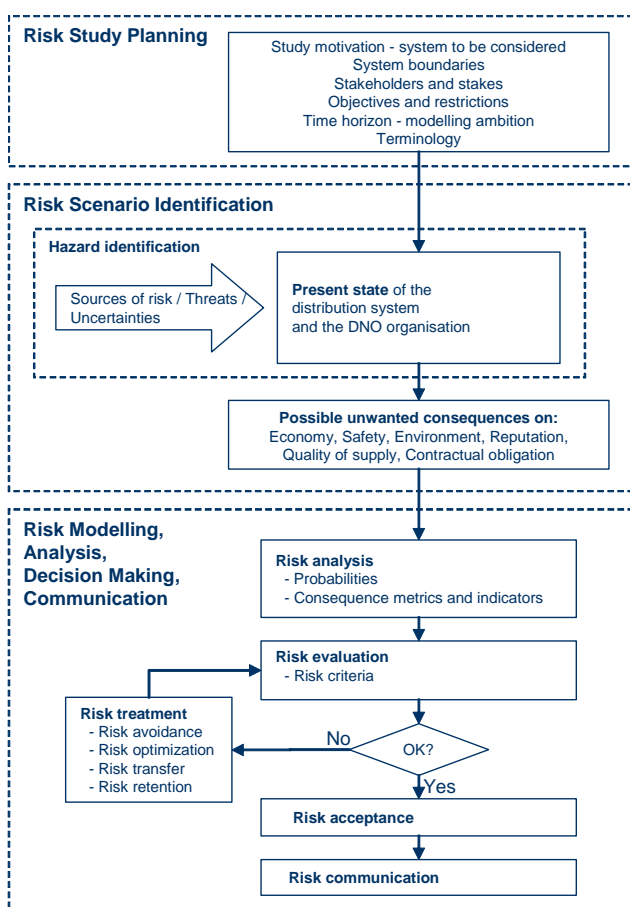 Risk Study Planning
Study motivation - system to be considered
System boundaries
Stakeholders and stakes
Objectives and restrictions
Time horizon - modelling ambition
Terminology
Risk Scenario Identification
Hazard identification
Sources of risk / Threats /
Uncertainties
Present state of the
distribution system
and the DNO organisation
Possible unwanted consequences on:
Economy, Safety, Environment, Reputation,
Quality of supply, Contractual obligation
Risk Modelling,
Analysis,
Decision Making,
Communication
Risk analysis
- Probabilities
- Consequence metrics and indicators
Risk evaluation
- Risk criteria
Risk treatment
- Risk avoidance
- Risk optimization
- Risk transfer
- Risk retention
No
OK?
Yes
Risk acceptance
Risk communication